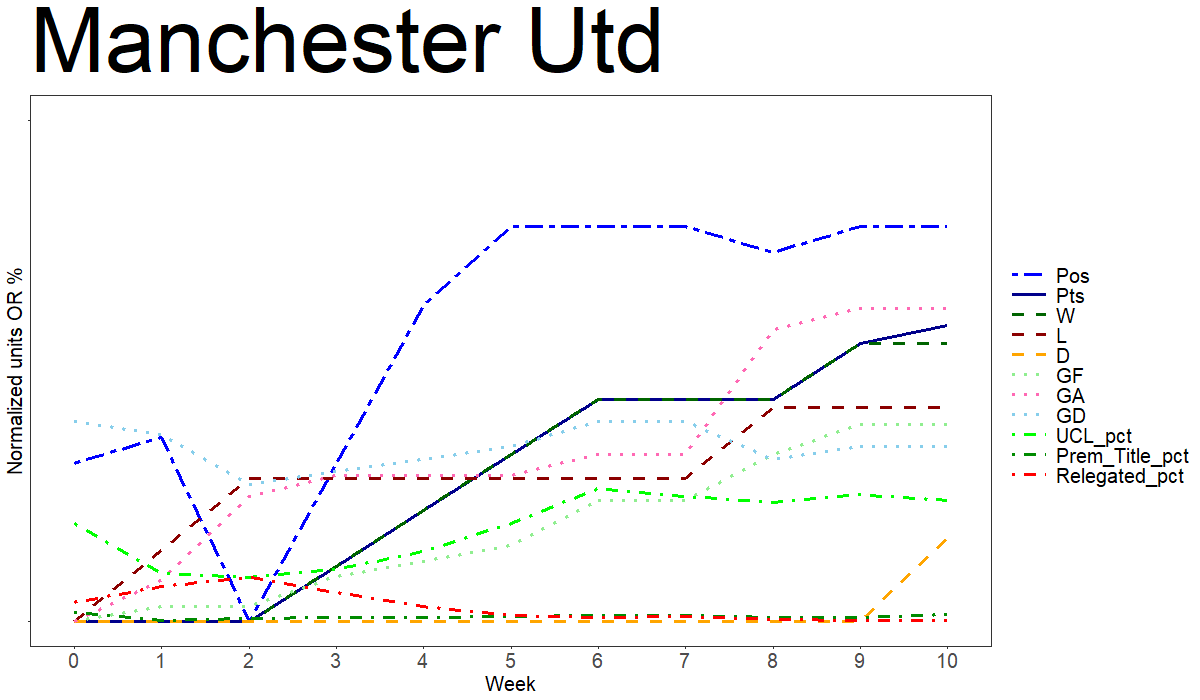 Manchester Utd
Normalized units OR %
Pos
Pts
W
L
D
GF
GA
GD
UCL_pct
Prem_Title_pct
Relegated_pct
0 1 2 3 4 5 6 7 8 9 10
Week